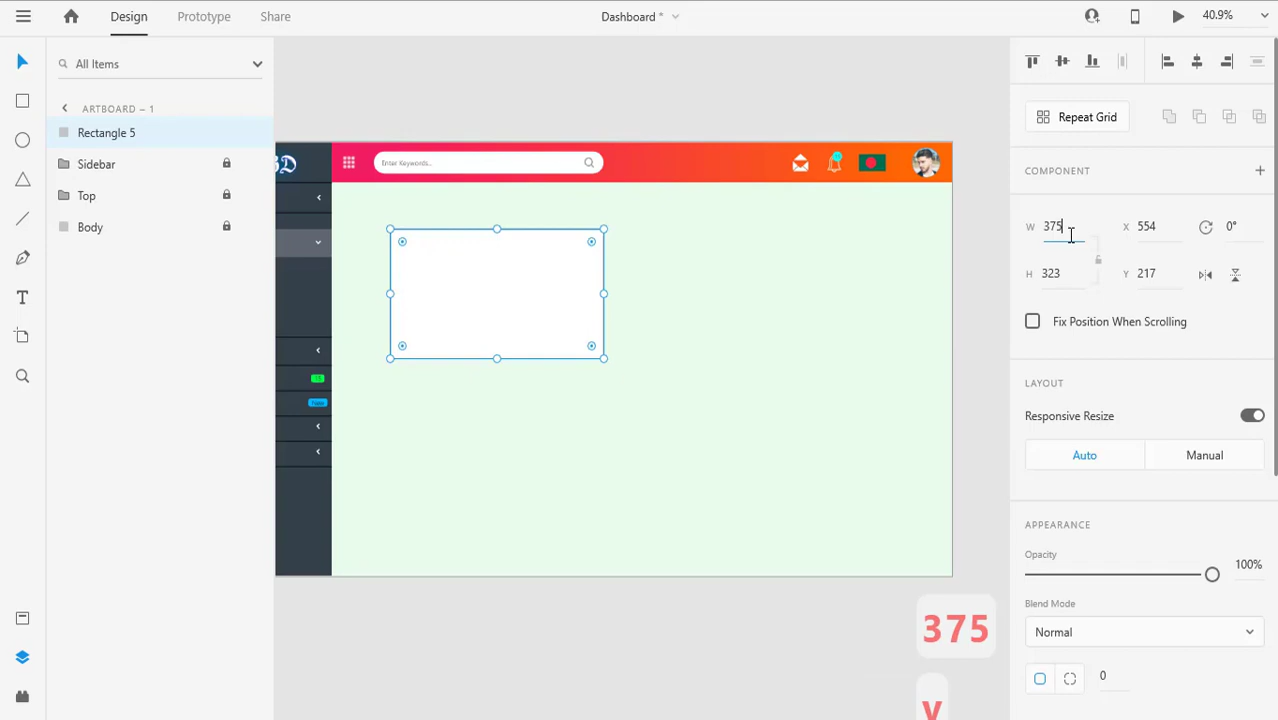 Design
Prototype
Share
Dashboard *
40.9%
All Items
ARTBOARD – 1
Rectangle 5
Sidebar
Top
Body
Enter Keywords..
Repeat Grid
COMPONENT
W 375
X 554
0°
H 323
Y 217
Fix Position When Scrolling
LAYOUT
Responsive Resize
Auto
Manual
APPEARANCE
Opacity
100%
Blend Mode
Normal
0
New
375
v